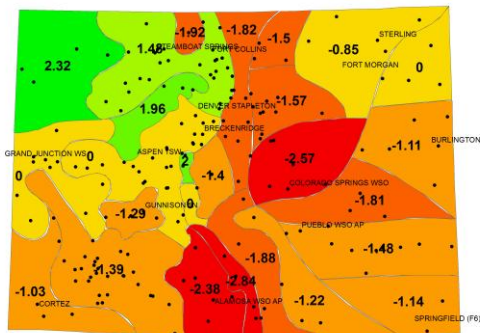 -1.92
-1.82
-1.5
1.48
STEAMBOAT SPRINGS
FORT COLLINS
STERLING
-0.85
2.32
FORT MORGAN
0
1.96
DENVER STAPLETON
-1.57
BRECKENRIDGE
-1.11
BURLINGTON
GRAND JUNCTION WS
0
ASPEN 1SW
2
-2.57
0
-1.4
COLORADO SPRINGS WSO
-1.81
GUNNISON
0
-1.29
PUEBLO WSO AP
-1.48
-1.88
-1.39
-2.38
-2.84
-1.03
CORTEZ
ALAMOSA WSO AP
-1.22
-1.14
SPRINGFIELD (F6)